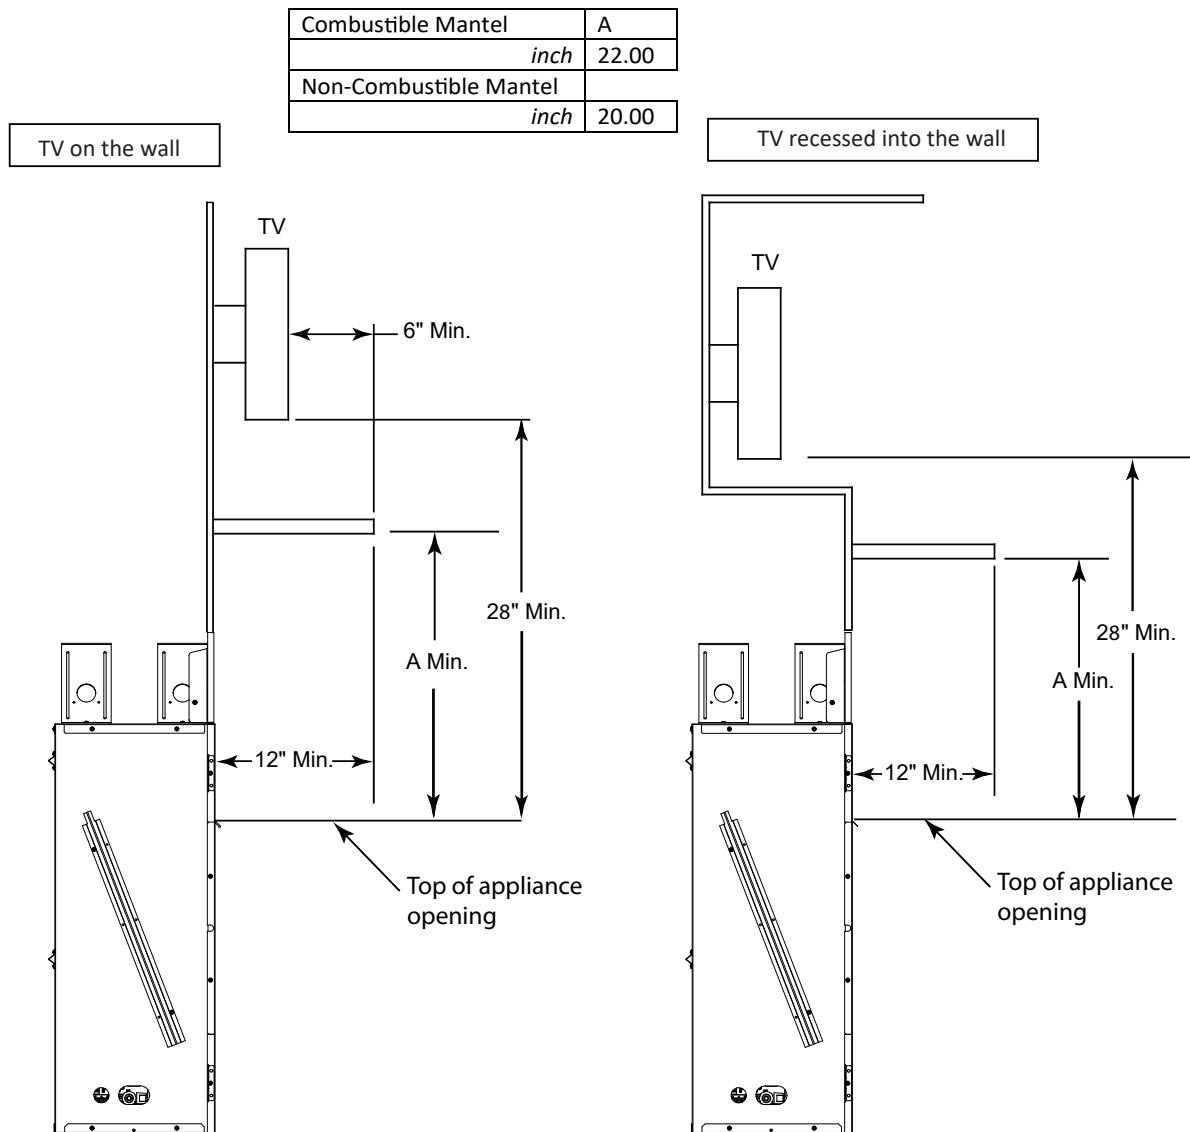 Combustible Mantel A
inch 22.00
Non-Combustible Mantel
inch 20.00
TV on the wall
TV recessed into the wall
TV
6" Min.
28" Min.
A Min.
12" Min.
Top of appliance
opening
TV
28" Min.
A Min.
12" Min.
Top of appliance
opening